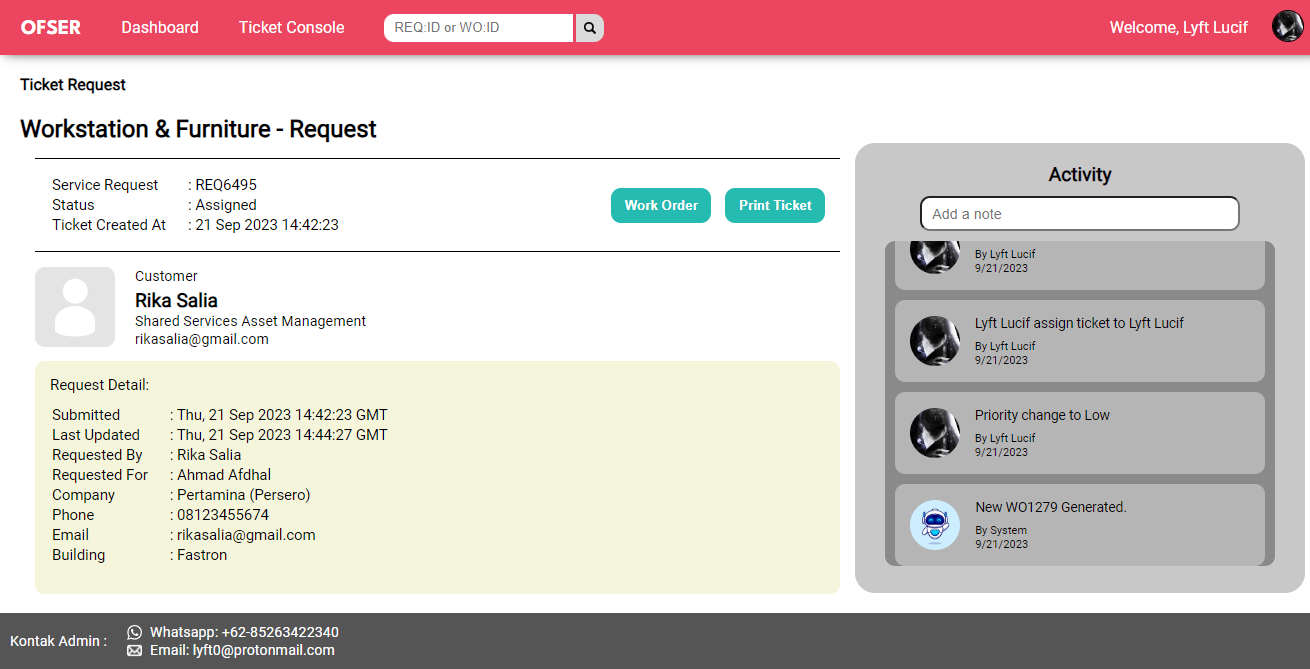 OFSER Dashboard Ticket Console REQ:ID or WO:ID Welcome, Lyft Lucif
Ticket Request
Workstation & Furniture - Request
Service Request : REQ6495
Status : Assigned
Ticket Created At : 21 Sep 2023 14:42:23
Work Order Print Ticket
Customer
Rika Salia
Shared Services Asset Management
rikasalia@gmail.com
Request Detail:
Submitted : Thu, 21 Sep 2023 14:42:23 GMT
Last Updated : Thu, 21 Sep 2023 14:44:27 GMT
Requested By : Rika Salia
Requested For : Ahmad Afdhal
Company : Pertamina (Persero)
Phone : 08123455674
Email : rikasalia@gmail.com
Building : Fastron
Activity
Add a note
By Lyft Lucif
9/21/2023
Lyft Lucif assign ticket to Lyft Lucif
By Lyft Lucif
9/21/2023
Priority change to Low
By Lyft Lucif
9/21/2023
New WO1279 Generated.
By System
9/21/2023
Kontak Admin :
Whatsapp: +62-85263422340
Email: lyft0@protonmail.com